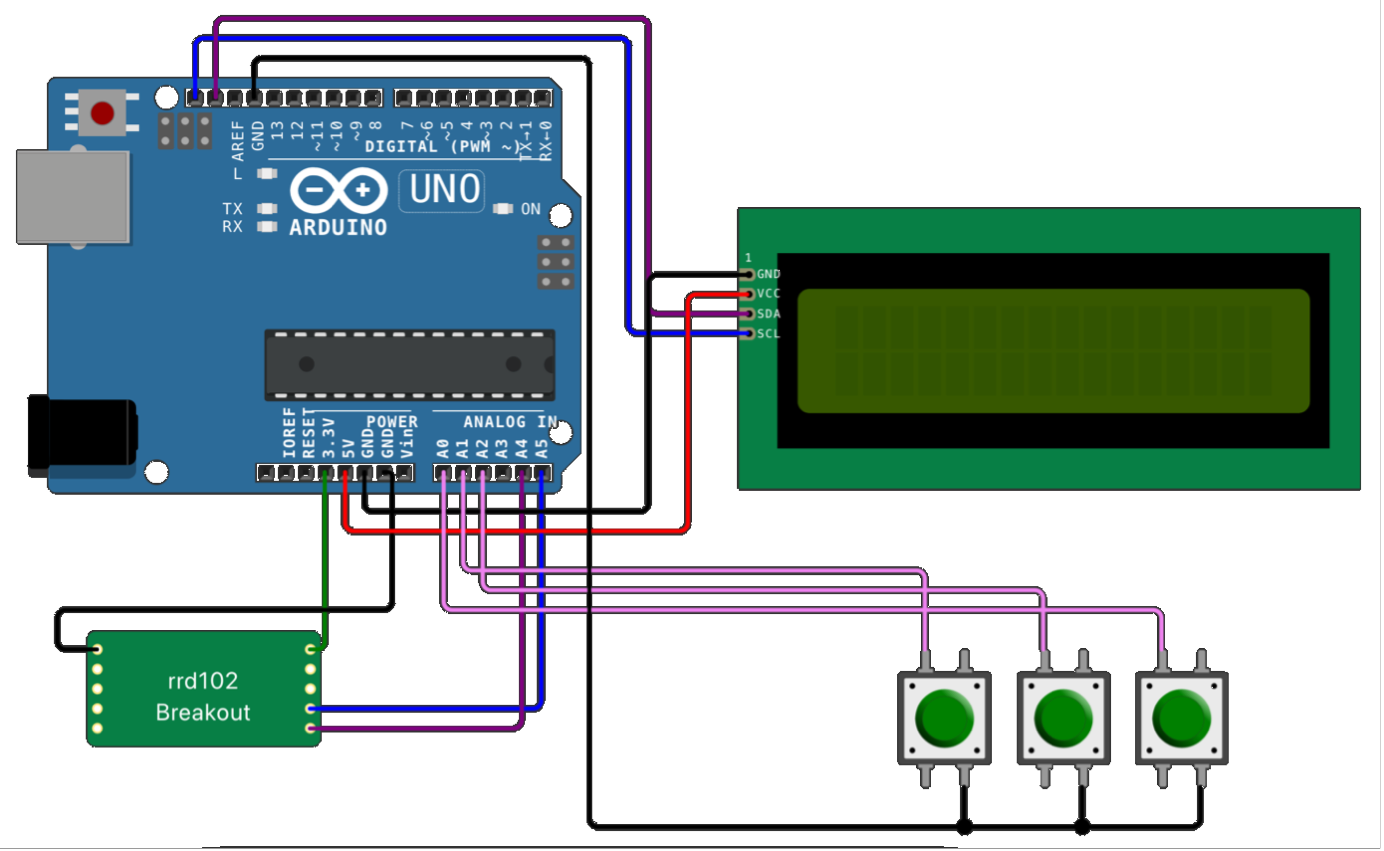 AREF
GND
13
12
~11
~10
~9
8
7
~6
~5
4
~3
2
TX→1
RX←0
DIGITAL (PWM ~)
L
TX
RX
ARDUINO
UNO
ON
1
GND
VCC
SDA
SCL
IOREF
RESET
3.3V
5V
GND
GND
Vin
POWER
ANALOG IN
A0
A1
A2
A3
A4
A5
rrd102
Breakout